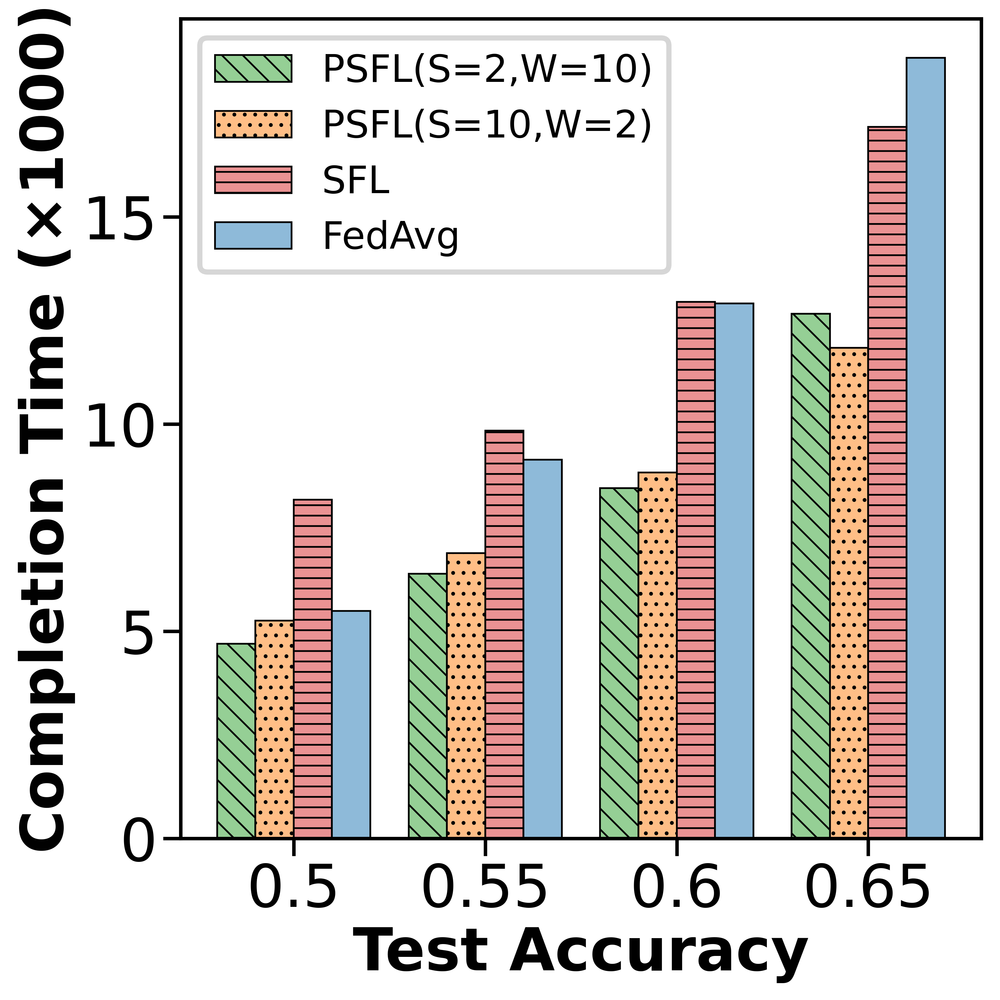 Completion Time (×1000)
15
10
5
0
PSFL(S=2,W=10)
PSFL(S=10,W=2)
SFL
FedAvg
0.5 0.55 0.6 0.65
Test Accuracy